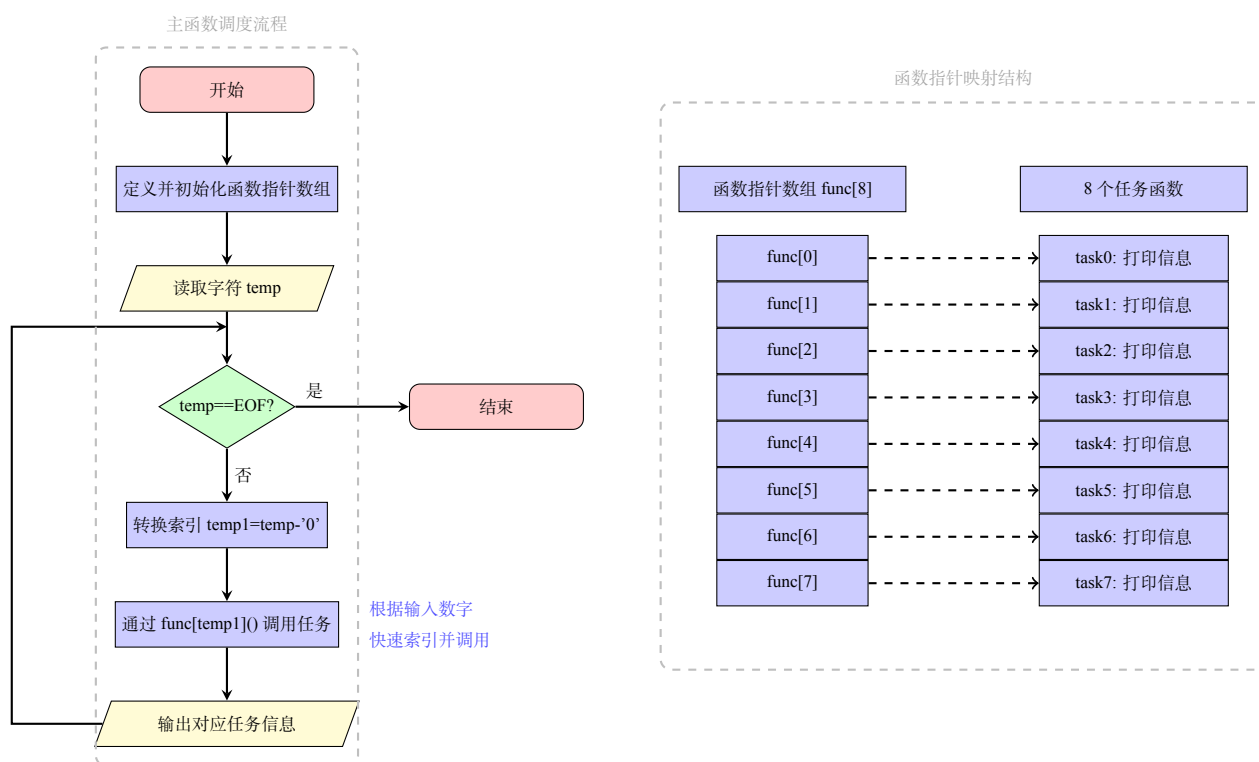 主函数调度流程
开始
定义并初始化函数指针数组
读取字符 temp
temp==EOF?
是
结束
否
转换索引 temp1=temp-’0’
通过 func[temp1]() 调用任务
根据输入数字
快速索引并调用
输出对应任务信息
函数指针映射结构
函数指针数组 func[8]
8 个任务函数
func[0]
task0: 打印信息
func[1]
task1: 打印信息
func[2]
task2: 打印信息
func[3]
task3: 打印信息
func[4]
task4: 打印信息
func[5]
task5: 打印信息
func[6]
task6: 打印信息
func[7]
task7: 打印信息